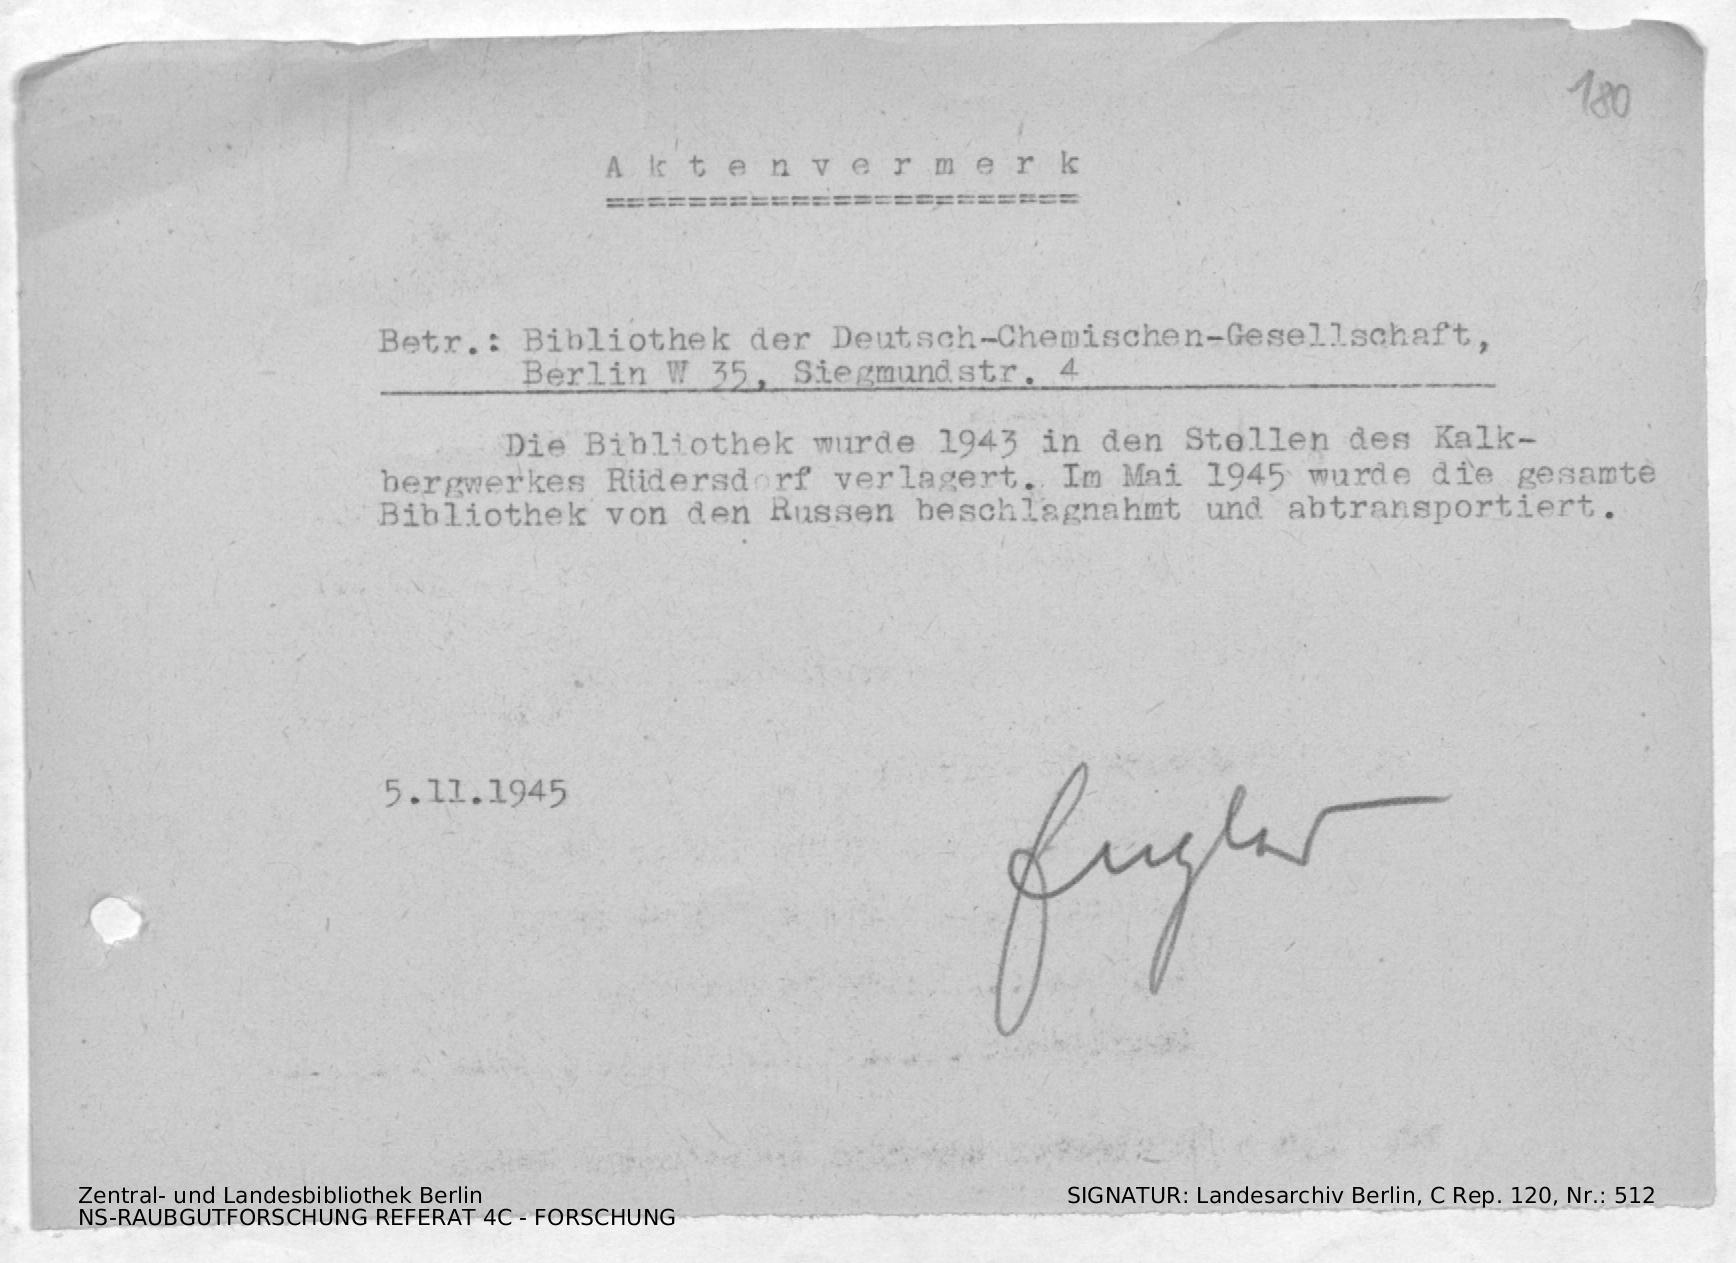 180
Aktenvermerk
=======================
Betr.: Bibliothek der Deutsch-Chemischen-Gesellschaft,
Berlin W 35, Siegmundstr. 4
Die Bibliothek wurde 1943 in den Stollen des Kalk-
bergwerkes Rüdersdorf verlagert. Im Mai 1945 wurde die gesamte
Bibliothek von den Russen beschlagnahmt und abtransportiert.
5.11.1945
Zentral- und Landesbibliothek Berlin
NS-RAUBGUTFORSCHUNG REFERAT 4C - FORSCHUNG
SIGNATUR: Landesarchiv Berlin, C Rep. 120, Nr.: 512